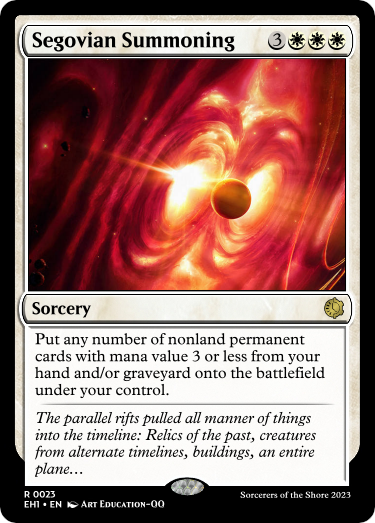 Segovian Summoning 3
Sorcery
Put any number of nonland permanent
cards with mana value 3 or less from your
hand and/or graveyard onto the battlefield
under your control.
The parallel rifts pulled all manner of things
into the timeline: Relics of the past, creatures
from alternate timelines, buildings, an entire
plane…
R 0023
EH1 • EN Art Education-OO
Sorcerers of the Shore 2023